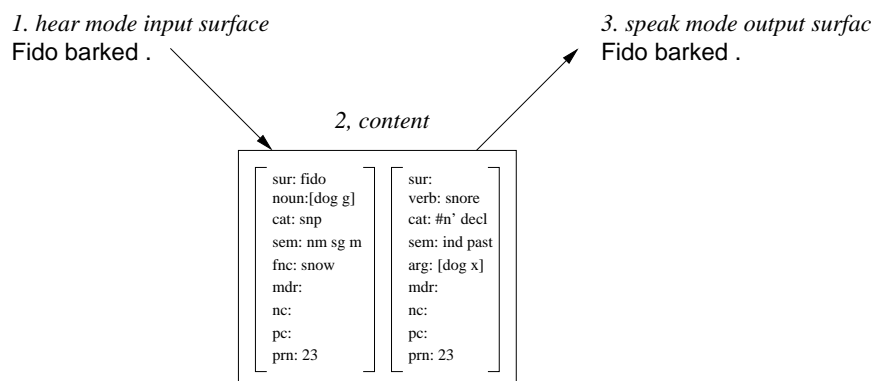 1. hear mode input surface
Fido barked .
3. speak mode output surfac
Fido barked .
2, content
sur: fido
noun:[dog g]
cat: snp
sem: nm sg m
fnc: snow
mdr:
nc:
pc:
prn: 23
sur:
verb: snore
cat: #n’ decl
sem: ind past
arg: [dog x]
mdr:
nc:
pc:
prn: 23